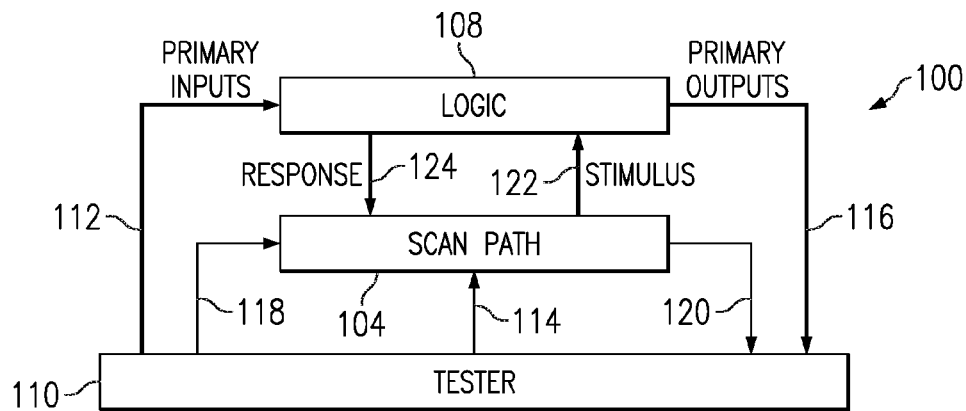 108
PRIMARY
INPUTS
PRIMARY
OUTPUTS
100
LOGIC
RESPONSE
124
122
STIMULUS
112
116
SCAN PATH
118
104
114
120
110
TESTER